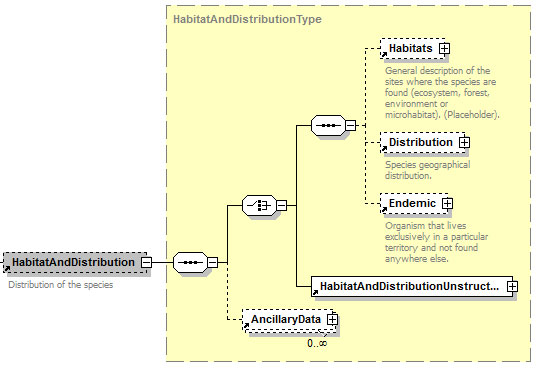 HabitatAndDistributionType
Habitats
General description of the
sites where the species are
found (ecosystem, forest,
environment or
microhabitat). (Placeholder).
Distribution
Species geographical
distribution.
Endemic
Organism that lives
exclusively in a particular
territory and not found
anywhere else.
HabitatAndDistribution
Distribution of the species
HabitatAndDistributionUnstruct...
AncillaryData
0..∞